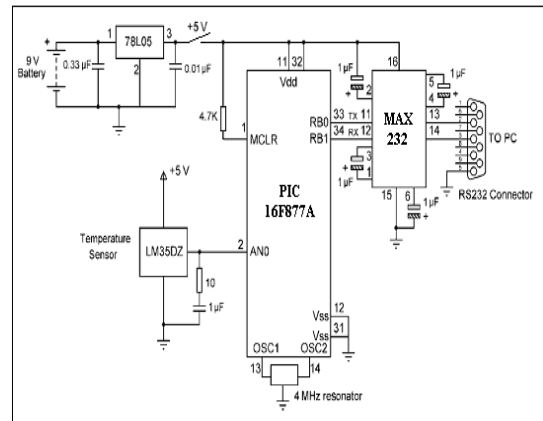 +5 V
1
78L05
3
2
9 V
Battery
0.33 µF
0.01 µF
4.7K
11
32
Vdd
1
MCLR
RB0
33
TX
11
RB1
34
RX
12
1 µF
2
16
MAX
232
1 µF
5
4
13
14
TO PC
RS232 Connector
3
1
1 µF
15
6
1 µF
PIC
16F877A
+5 V
Temperature
Sensor
LM35DZ
2
AN0
10
1 µF
12
Vss
Vss
31
OSC1
OSC2
13
14
4 MHz resonator